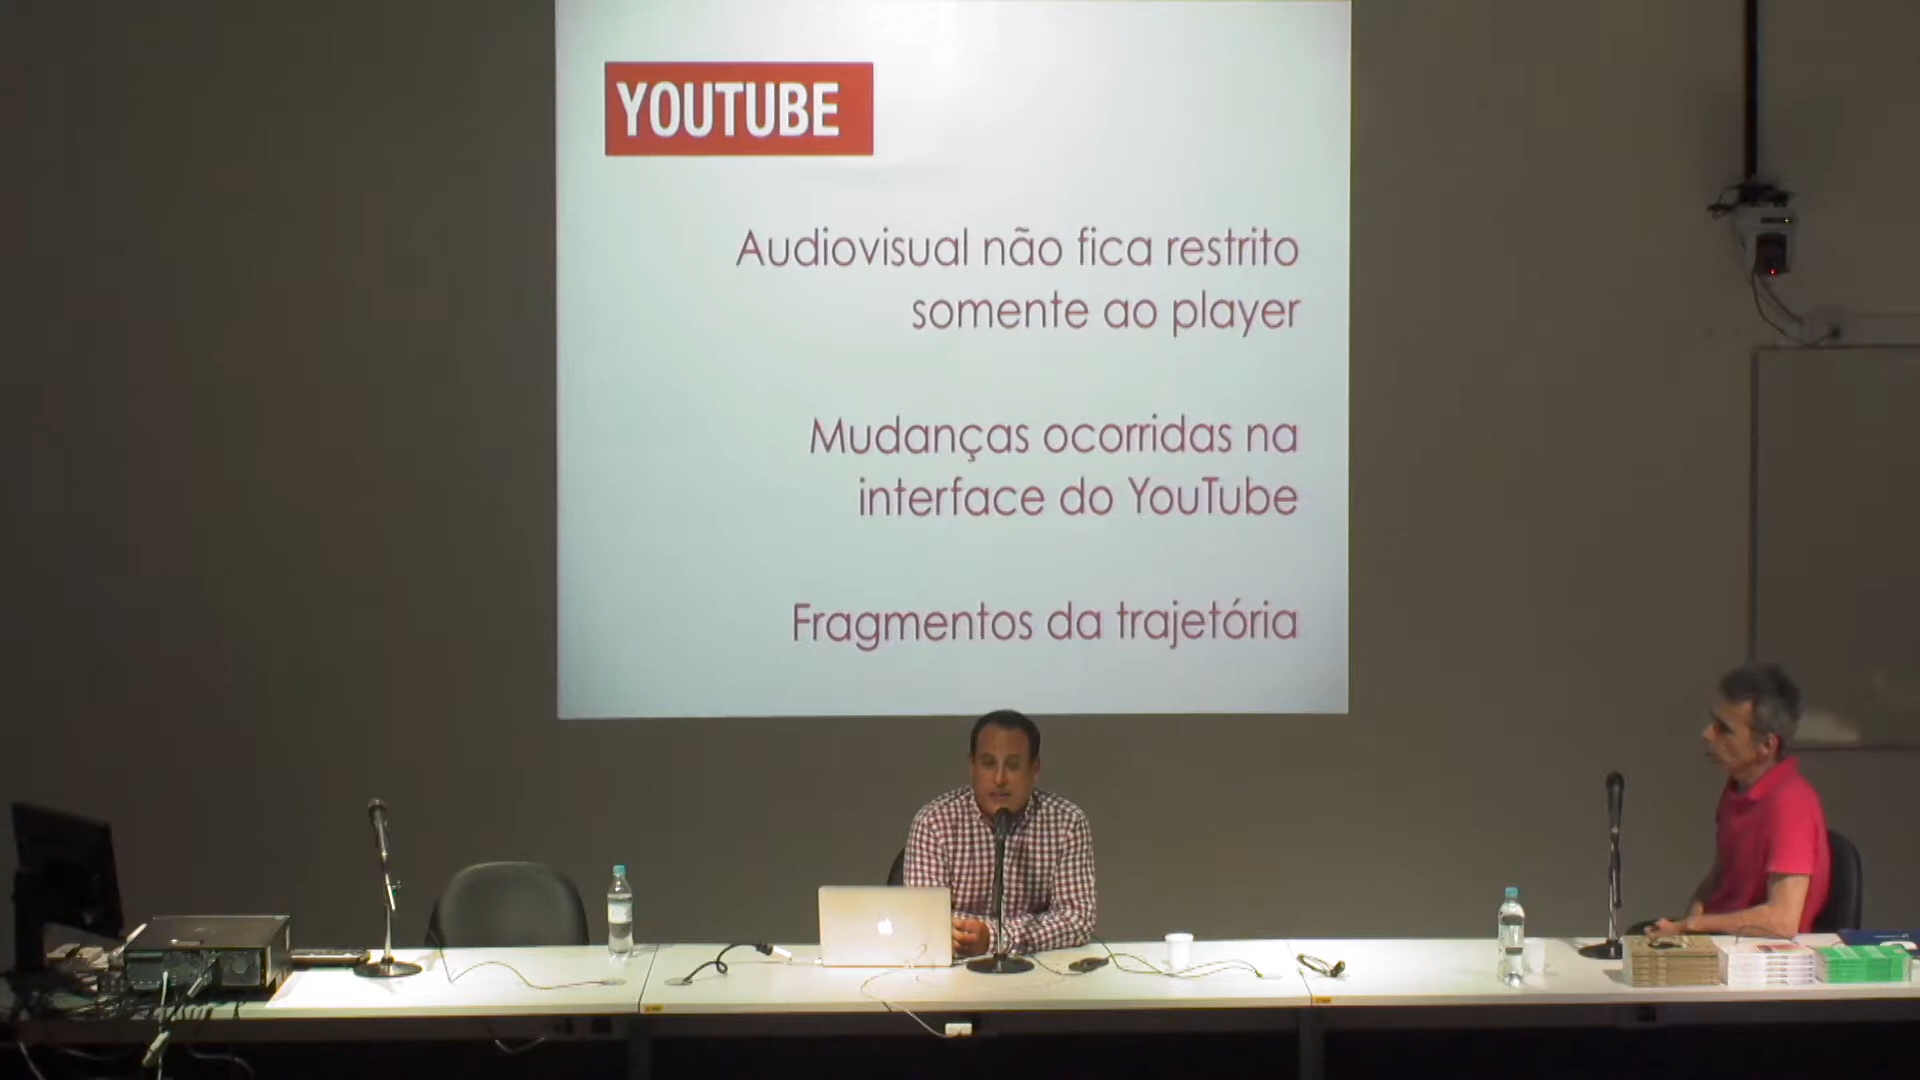 YOUTUBE
Audiovisual não fica restrito
somente ao player
Mudanças ocorridas na
interface do YouTube
Fragmentos da trajetória